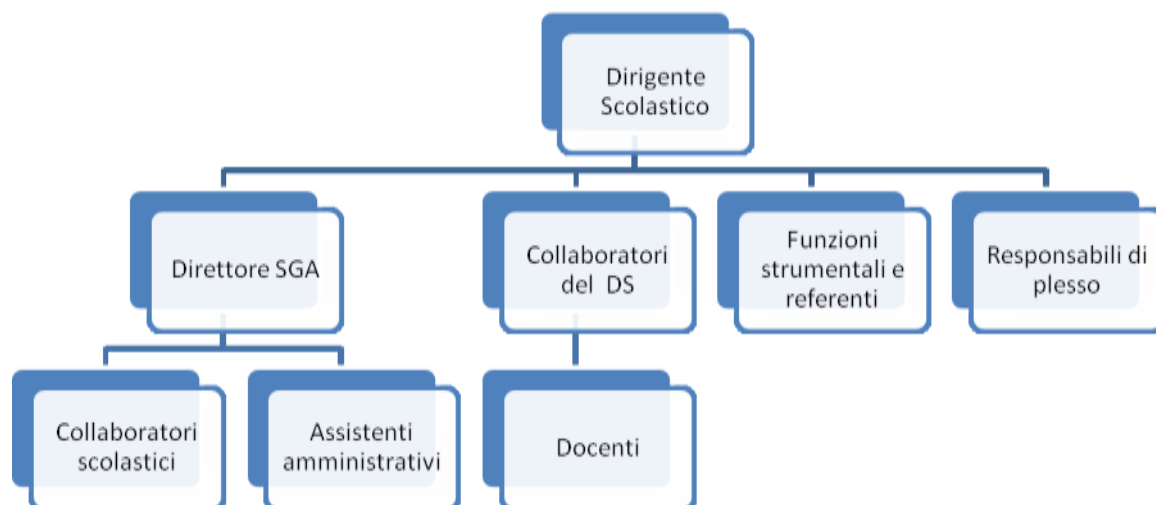 Dirigente
Scolastico
Direttore SGA
Collaboratori
del DS
Funzioni
strumentali e
referenti
Responsabili di
plesso
Collaboratori
scolastici
Assistenti
amministrativi
Docenti